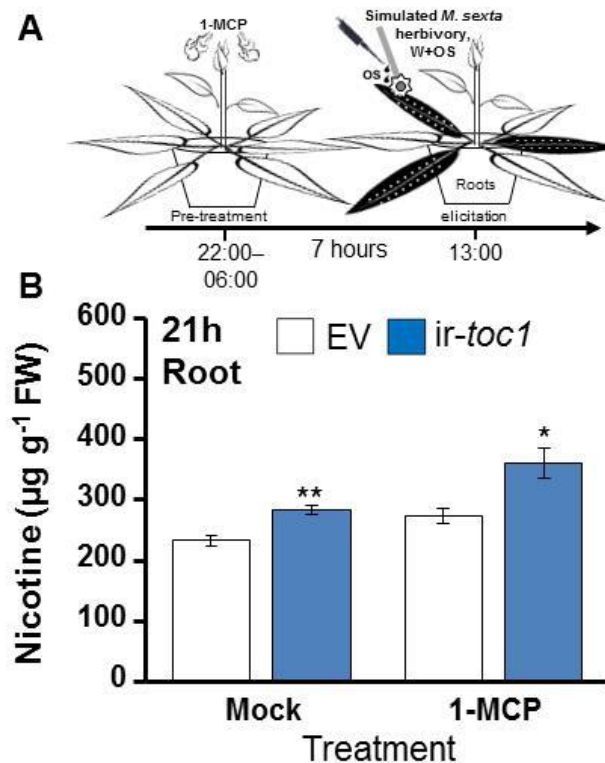 A
1-MCP
Simulated M. sexta
herbivory,
W+OS
OS
Pre-treatment
Roots
elicitation
22:00–
06:00
7 hours
13:00
B
21h
Root
EV
ir-toc1
Nicotine (µg g-1 FW)
600
500
400
300
200
100
0
**
*
Mock
1-MCP
Treatment